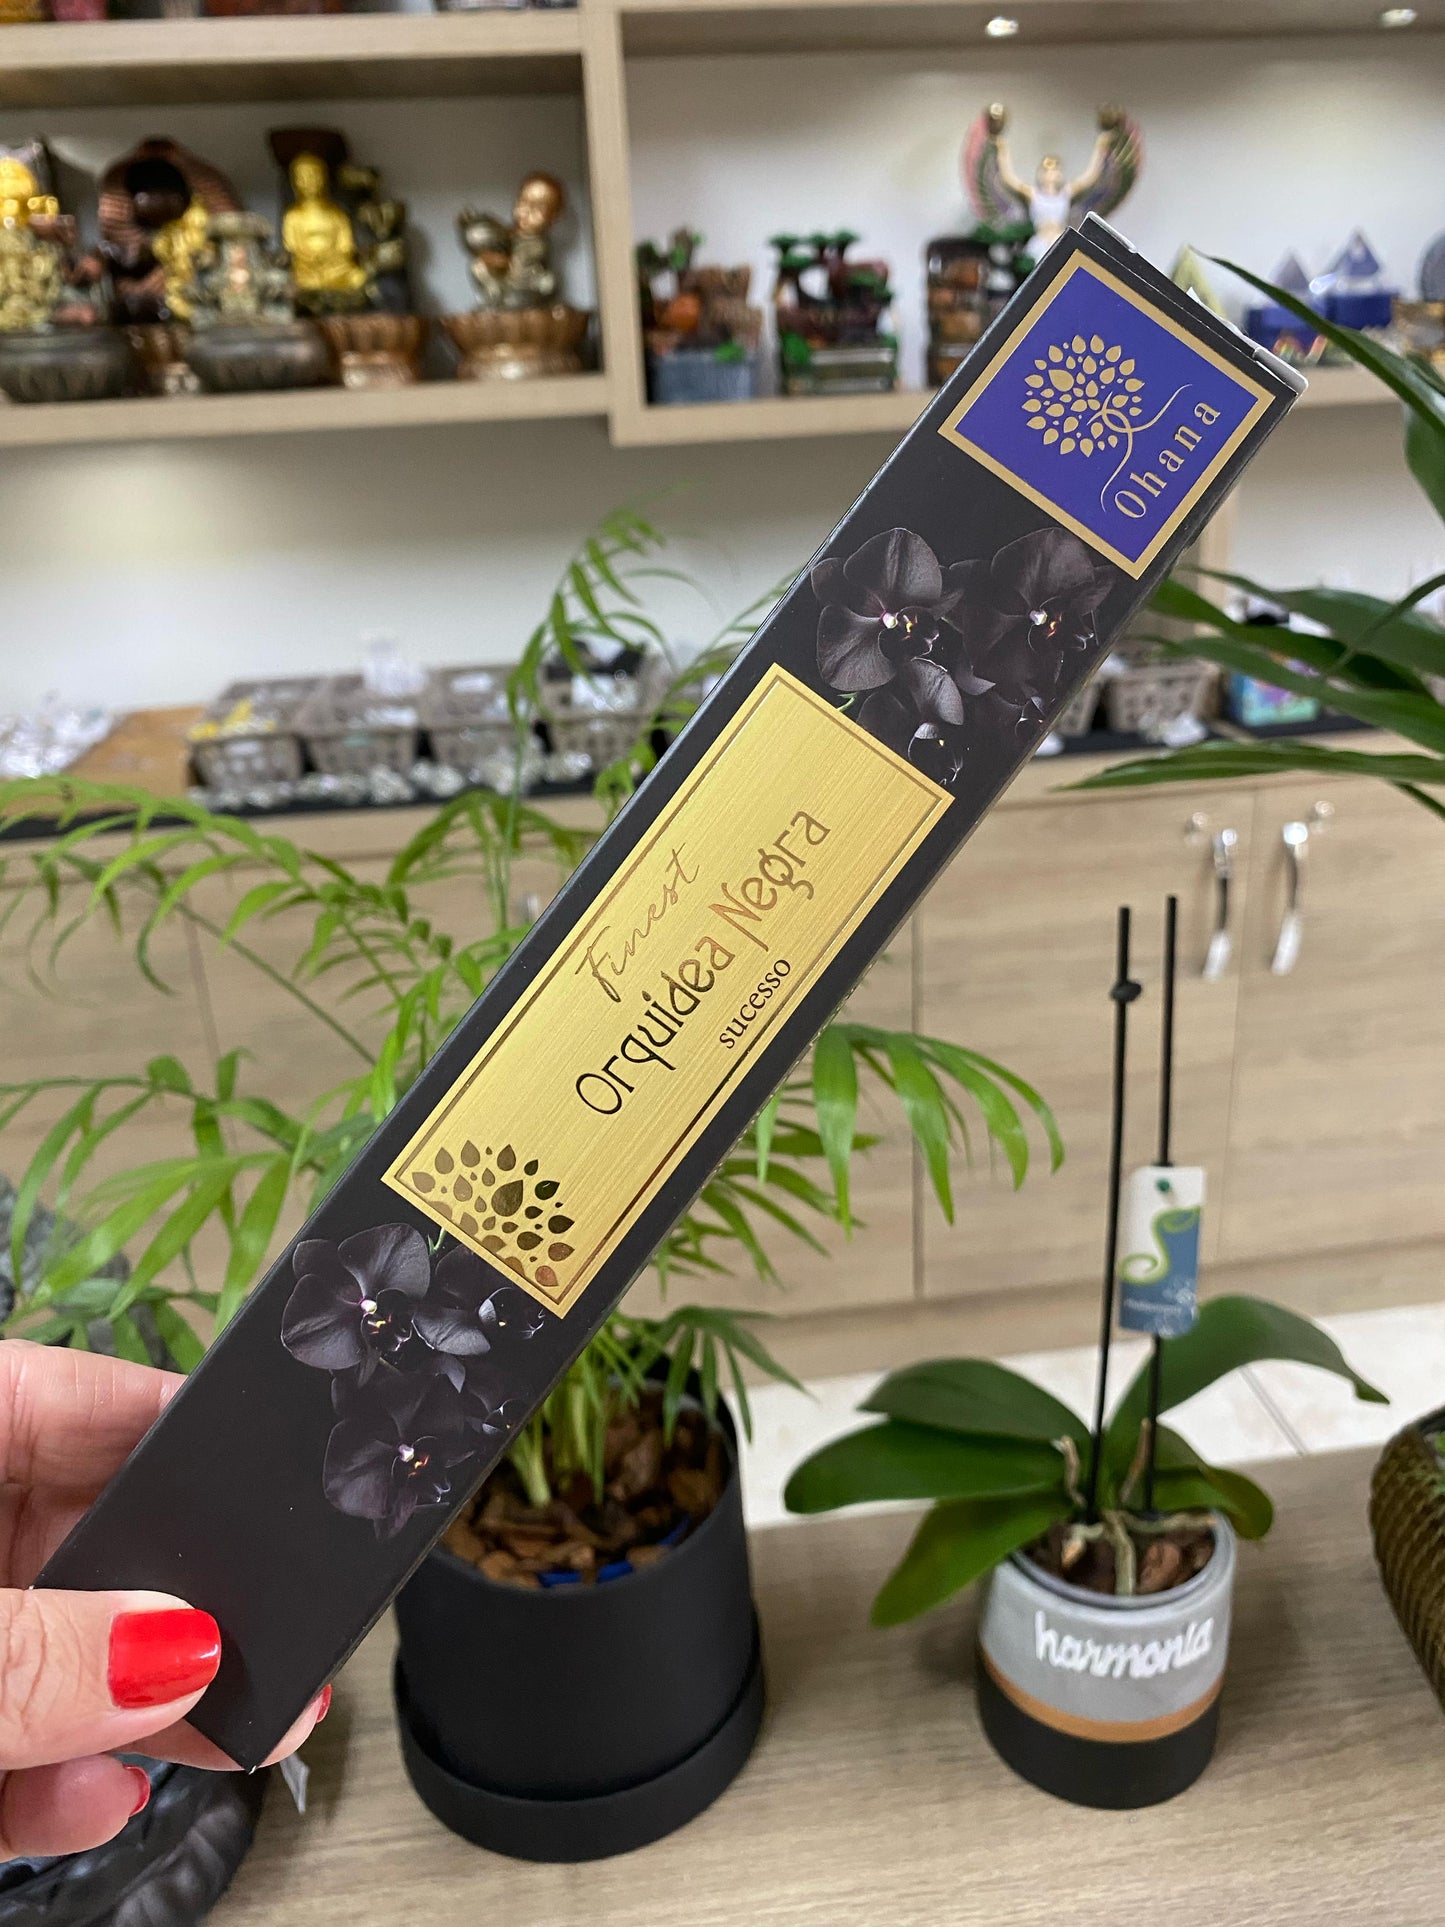 Ohana
Finest
Orquidea Negra
sucesso
harmonia